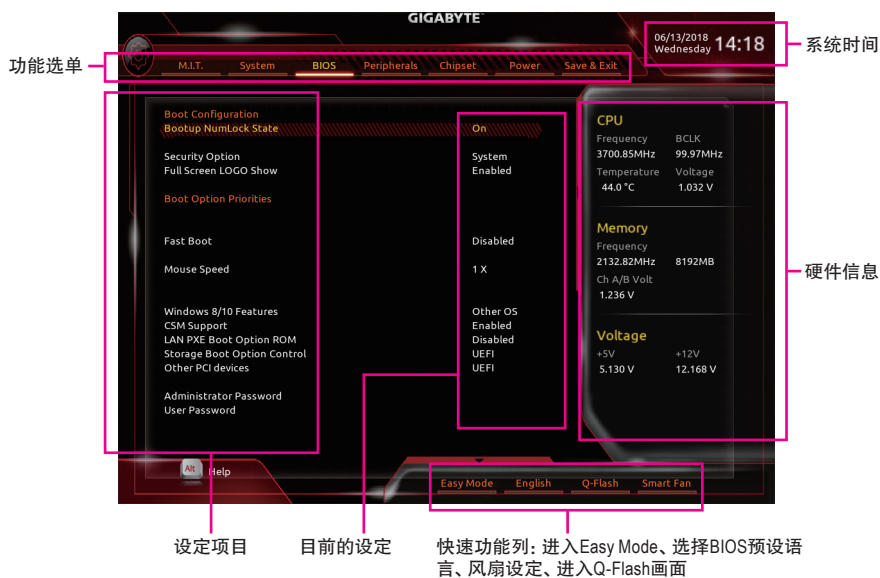 GIGABYTE
06/13/2018
Wednesday 14:18
系统时间
功能选单
M.I.T. System BIOS Peripherals Chipset Power Save & Exit
Boot Configuration
Bootup NumLock State On
Security Option System
Full Screen LOGO Show Enabled
Boot Option Priorities
Fast Boot Disabled
Mouse Speed 1 X
Windows 8/10 Features Other OS
CSM Support Enabled
LAN PXE Boot Option ROM Disabled
Storage Boot Option Control UEFI
Other PCI devices UEFI
Administrator Password
User Password
CPU
Frequency BCLK
3700.85MHz 99.97MHz
Temperature Voltage
44.0 °C 1.032 V
Memory
Frequency
2132.82MHz 8192MB
Ch A/B Volt
1.236 V
Voltage
+5V +12V
5.130 V 12.168 V
硬件信息
Alt Help
Easy Mode English Q-Flash Smart Fan
设定项目
目前的设定
快速功能列: 进入Easy Mode、选择BIOS预设语
言、风扇设定、进入Q-Flash画面